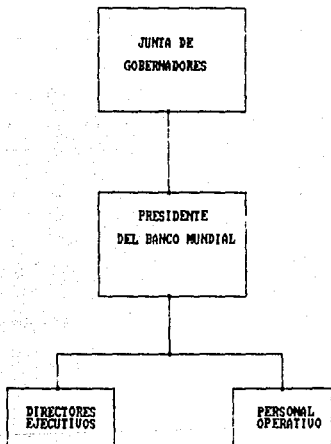 JUNTA DE
GOBERNADORES
PRESIDENTE
DEL BANCO MUNDIAL
DIRECTORES
EJECUTIVOS
PERSONAL
OPERATIVO